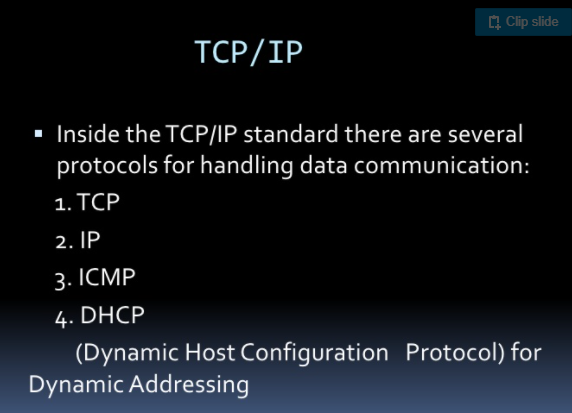 Clip slide
TCP/IP
▪ Inside the TCP/IP standard there are several
protocols for handling data communication:
1. TCP
2. IP
3. ICMP
4. DHCP
(Dynamic Host Configuration Protocol) for
Dynamic Addressing